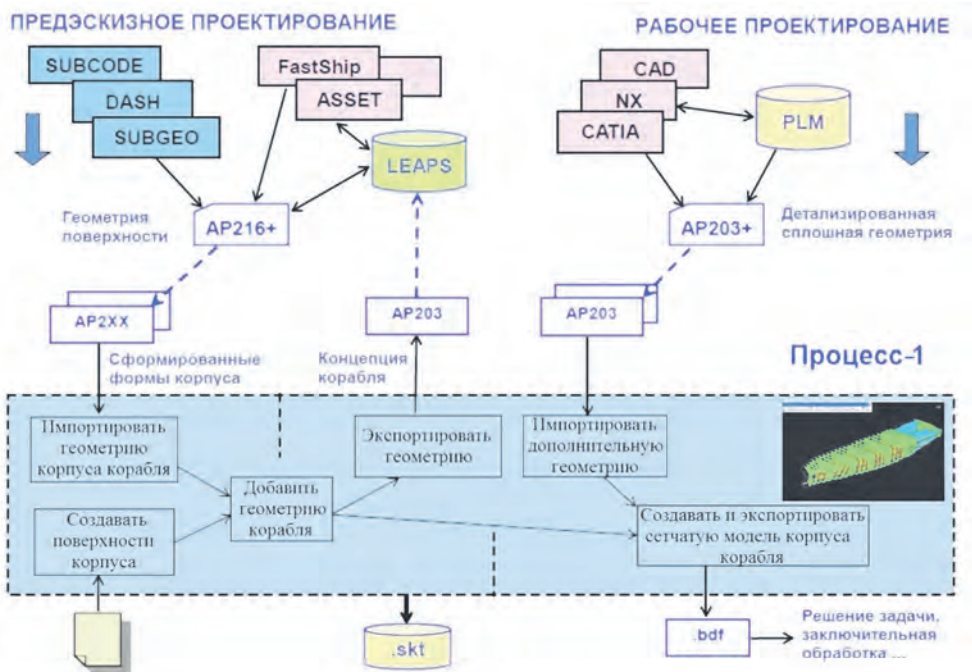 ПРЕДЭСКИЗНОЕ ПРОЕКТИРОВАНИЕ
РАБОЧЕЕ ПРОЕКТИРОВАНИЕ
SUBCODE
DASH
SUBGEO
FastShip
ASSET
LEAPS
CAD
NX
CATIA
PLM
Геометрия
поверхности
AP216+
AP203+
Детализированная
сплошная геометрия
AP2XX
AP203
AP203
Сформированные
формы корпуса
Концепция
корабля
Процесс-1
Импортировать
геометрию
корпуса корабля
Экспортировать
геометрию
Импортировать
дополнительную
геометрию
Добавить
геометрию
корабля
Создавать
поверхности
корпуса
Создавать и экспортировать
сетчатую модель корпуса
корабля
.skt
.bdf
Решение задачи,
заключительная
обработка ...